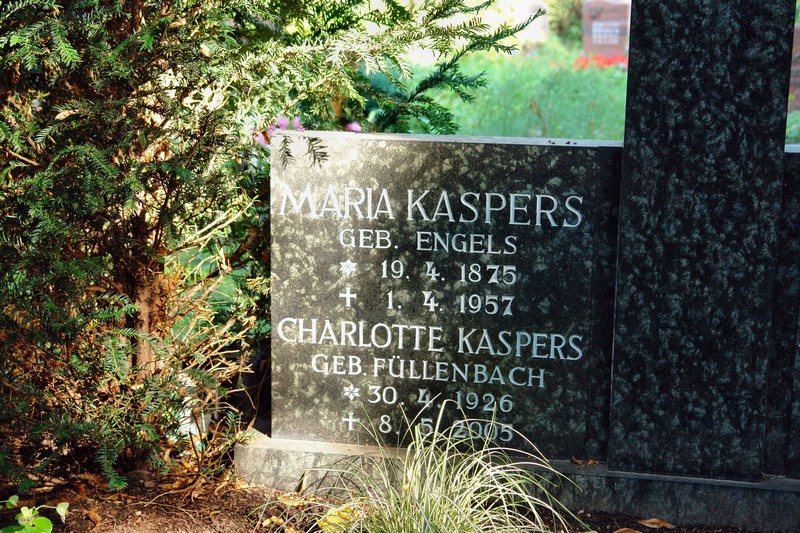 MARIA KASPERS
GEB. ENGELS
* 19. 4. 1875
✝ 1. 4. 1957
CHARLOTTE KASPERS
GEB. FÜLLENBACH
* 30. 4. 1926
✝ 8. 5. 2005